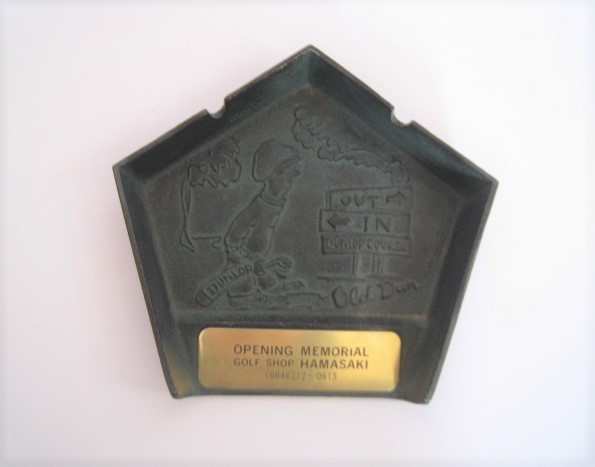 OUT →
← IN
DUNLOP COURSE
DUNLOP
Old Dun
OPENING MEMORIAL
GOLF SHOP HAMASAKI